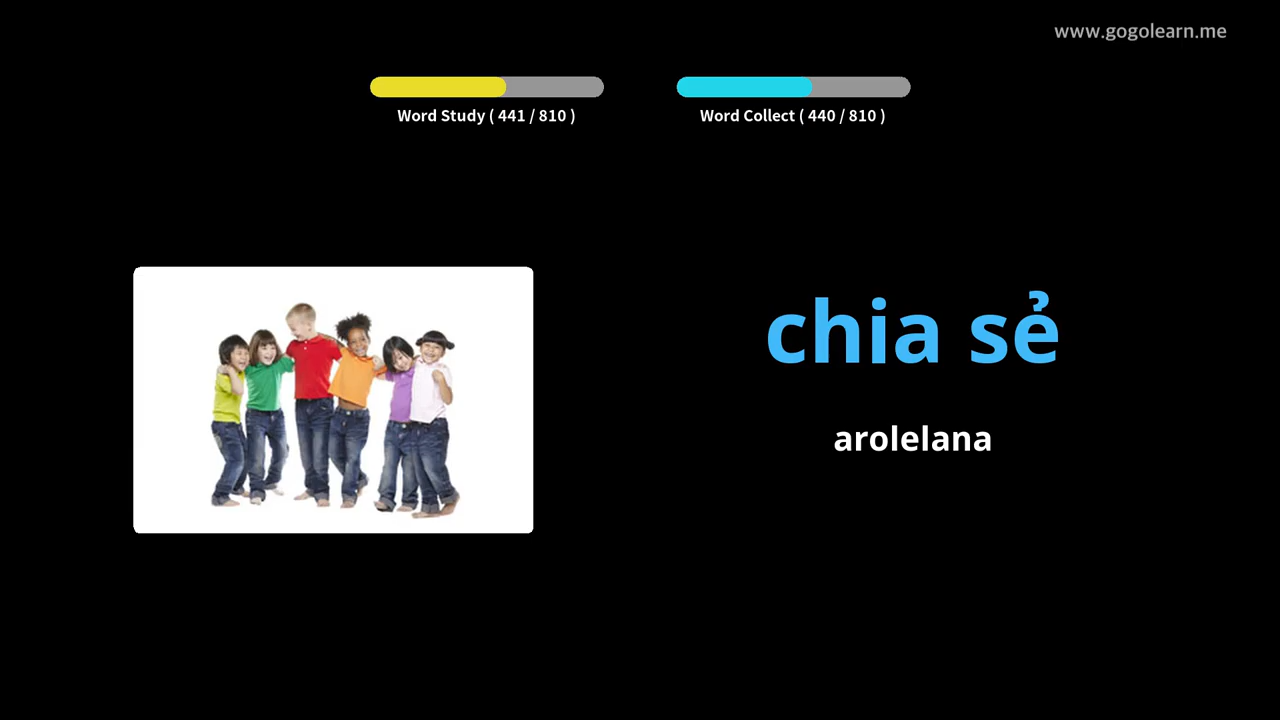 www.gogolearn.me
Word Study ( 441 / 810 )
Word Collect ( 440 / 810 )
chia sẻ
arolelana